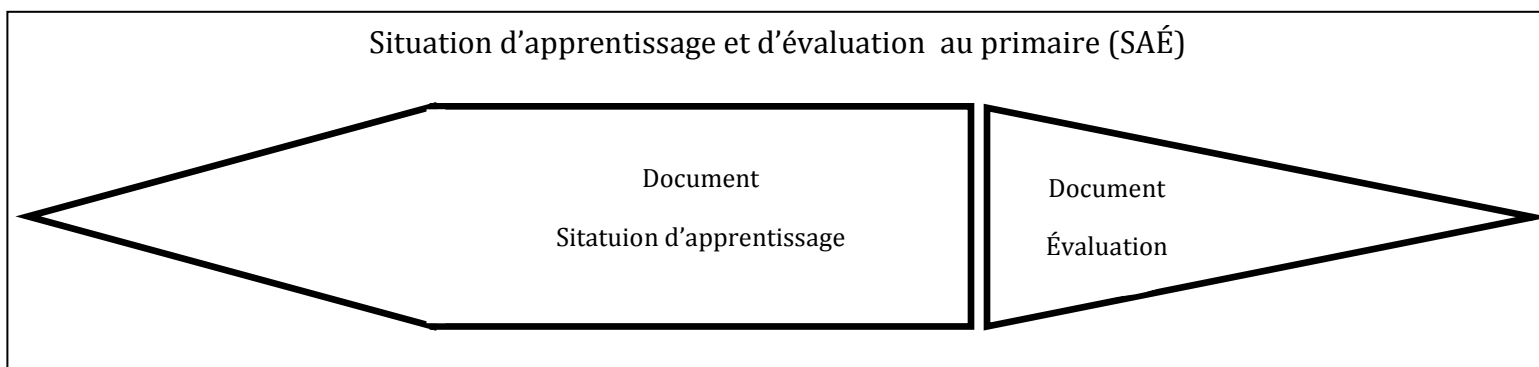 Situation d’apprentissage et d’évaluation au primaire (SAÉ)
Document
Sitatuion d’apprentissage
Document
Évaluation